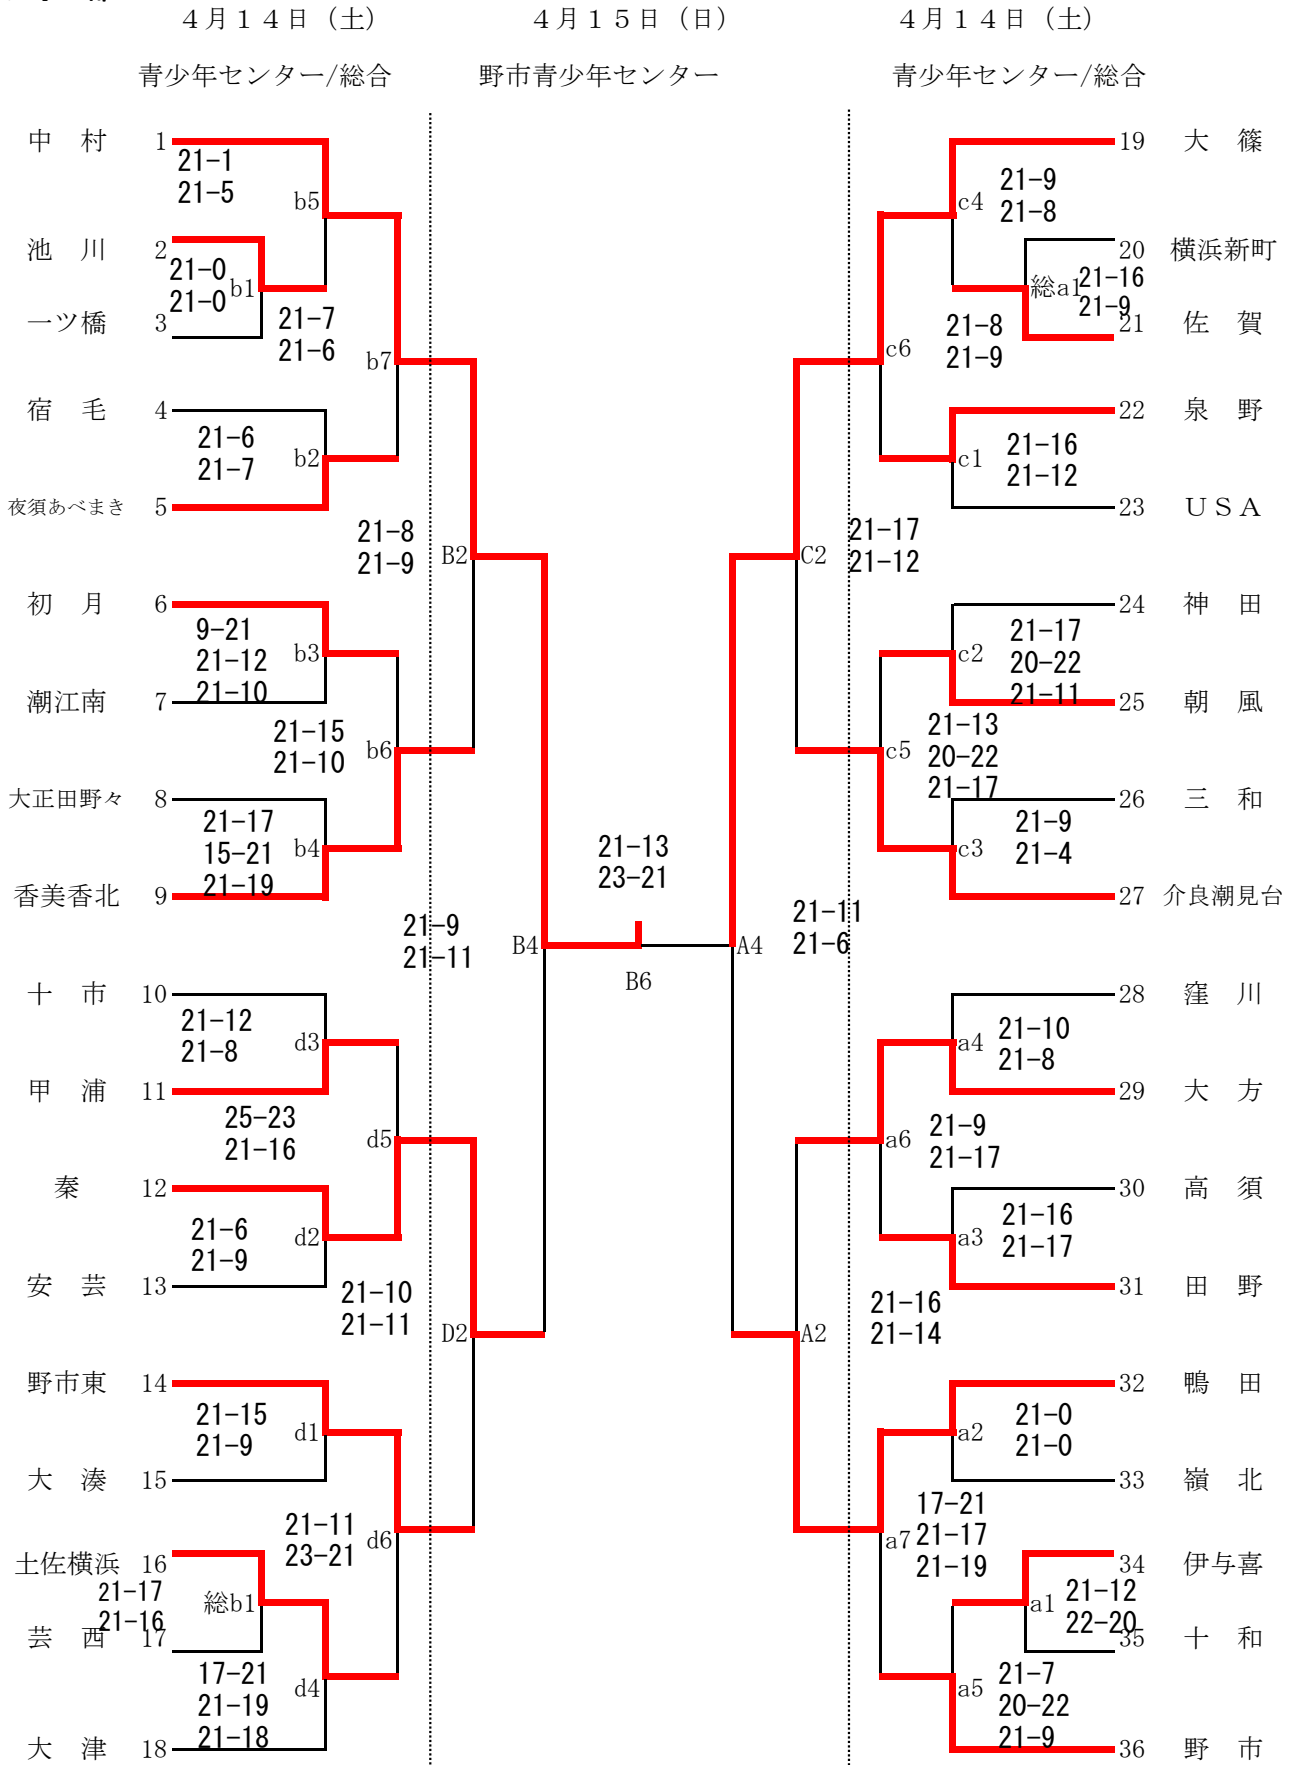 ４月１４日（土）
４月１５日（日）
４月１４日（土）
青少年センター/総合
野市青少年センター
青少年センター/総合
中　村 1
21-1
21-5
b5
池　川 2
21-0
21-0
b1
一ツ橋 3
21-7
21-6
b7
宿　毛 4
21-6
21-7
b2
夜須あべまき 5
21-8
21-9
B2
初　月 6
9-21
21-12
21-10
b3
潮江南 7
21-15
21-10
b6
大正田野々 8
21-17
15-21
21-19
b4
香美香北 9
21-9
21-11
B4
十　市 10
21-12
21-8
d3
甲　浦 11
25-23
21-16
d5
秦 12
21-6
21-9
d2
安　芸 13
21-10
21-11
D2
野市東 14
21-15
21-9
d1
大　湊 15
21-11
23-21
d6
土佐横浜 16
21-17
21-16
総b1
芸　西 17
17-21
21-19
21-18
d4
大　津 18
21-13
23-21
B6
19 大　篠
c4
21-9
21-8
20 横浜新町
総a1
21-16
21-9
21 佐　賀
c6
21-8
21-9
22 泉　野
c1
21-16
21-12
23 ＵＳＡ
C2
21-17
21-12
24 神　田
c2
21-17
20-22
21-11
25 朝　風
c5
21-13
20-22
21-17
26 三　和
c3
21-9
21-4
27 介良潮見台
A4
21-11
21-6
28 窪　川
a4
21-10
21-8
29 大　方
a6
21-9
21-17
30 高　須
a3
21-16
21-17
31 田　野
A2
21-16
21-14
32 鴨　田
a2
21-0
21-0
33 嶺　北
a7
17-21
21-17
21-19
34 伊与喜
a1
21-12
22-20
35 十　和
a5
21-7
20-22
21-9
36 野　市